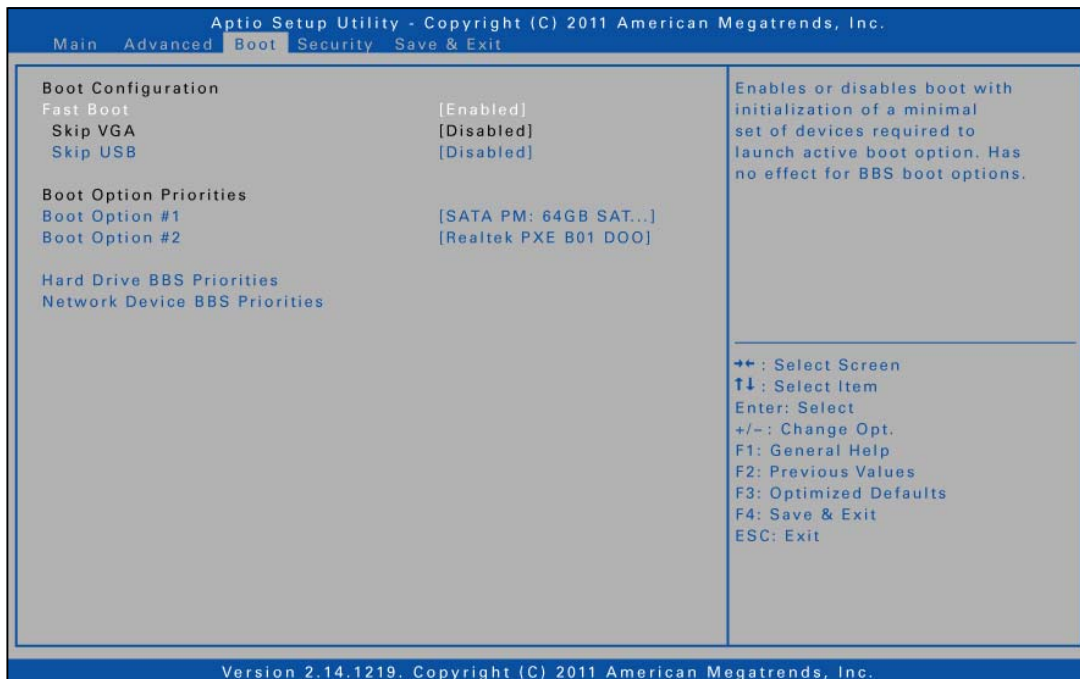 Aptio Setup Utility - Copyright (C) 2011 American Megatrends, Inc.
Main Advanced Boot Security Save & Exit
Boot Configuration
Fast Boot [Enabled]
Skip VGA [Disabled]
Skip USB [Disabled]
Boot Option Priorities
Boot Option #1 [SATA PM: 64GB SAT...]
Boot Option #2 [Realtek PXE B01 DOO]
Hard Drive BBS Priorities
Network Device BBS Priorities
Enables or disables boot with
initialization of a minimal
set of devices required to
launch active boot option. Has
no effect for BBS boot options.
→← : Select Screen
↑↓ : Select Item
Enter: Select
+/– : Change Opt.
F1: General Help
F2: Previous Values
F3: Optimized Defaults
F4: Save & Exit
ESC: Exit
Version 2.14.1219. Copyright (C) 2011 American Megatrends, Inc.